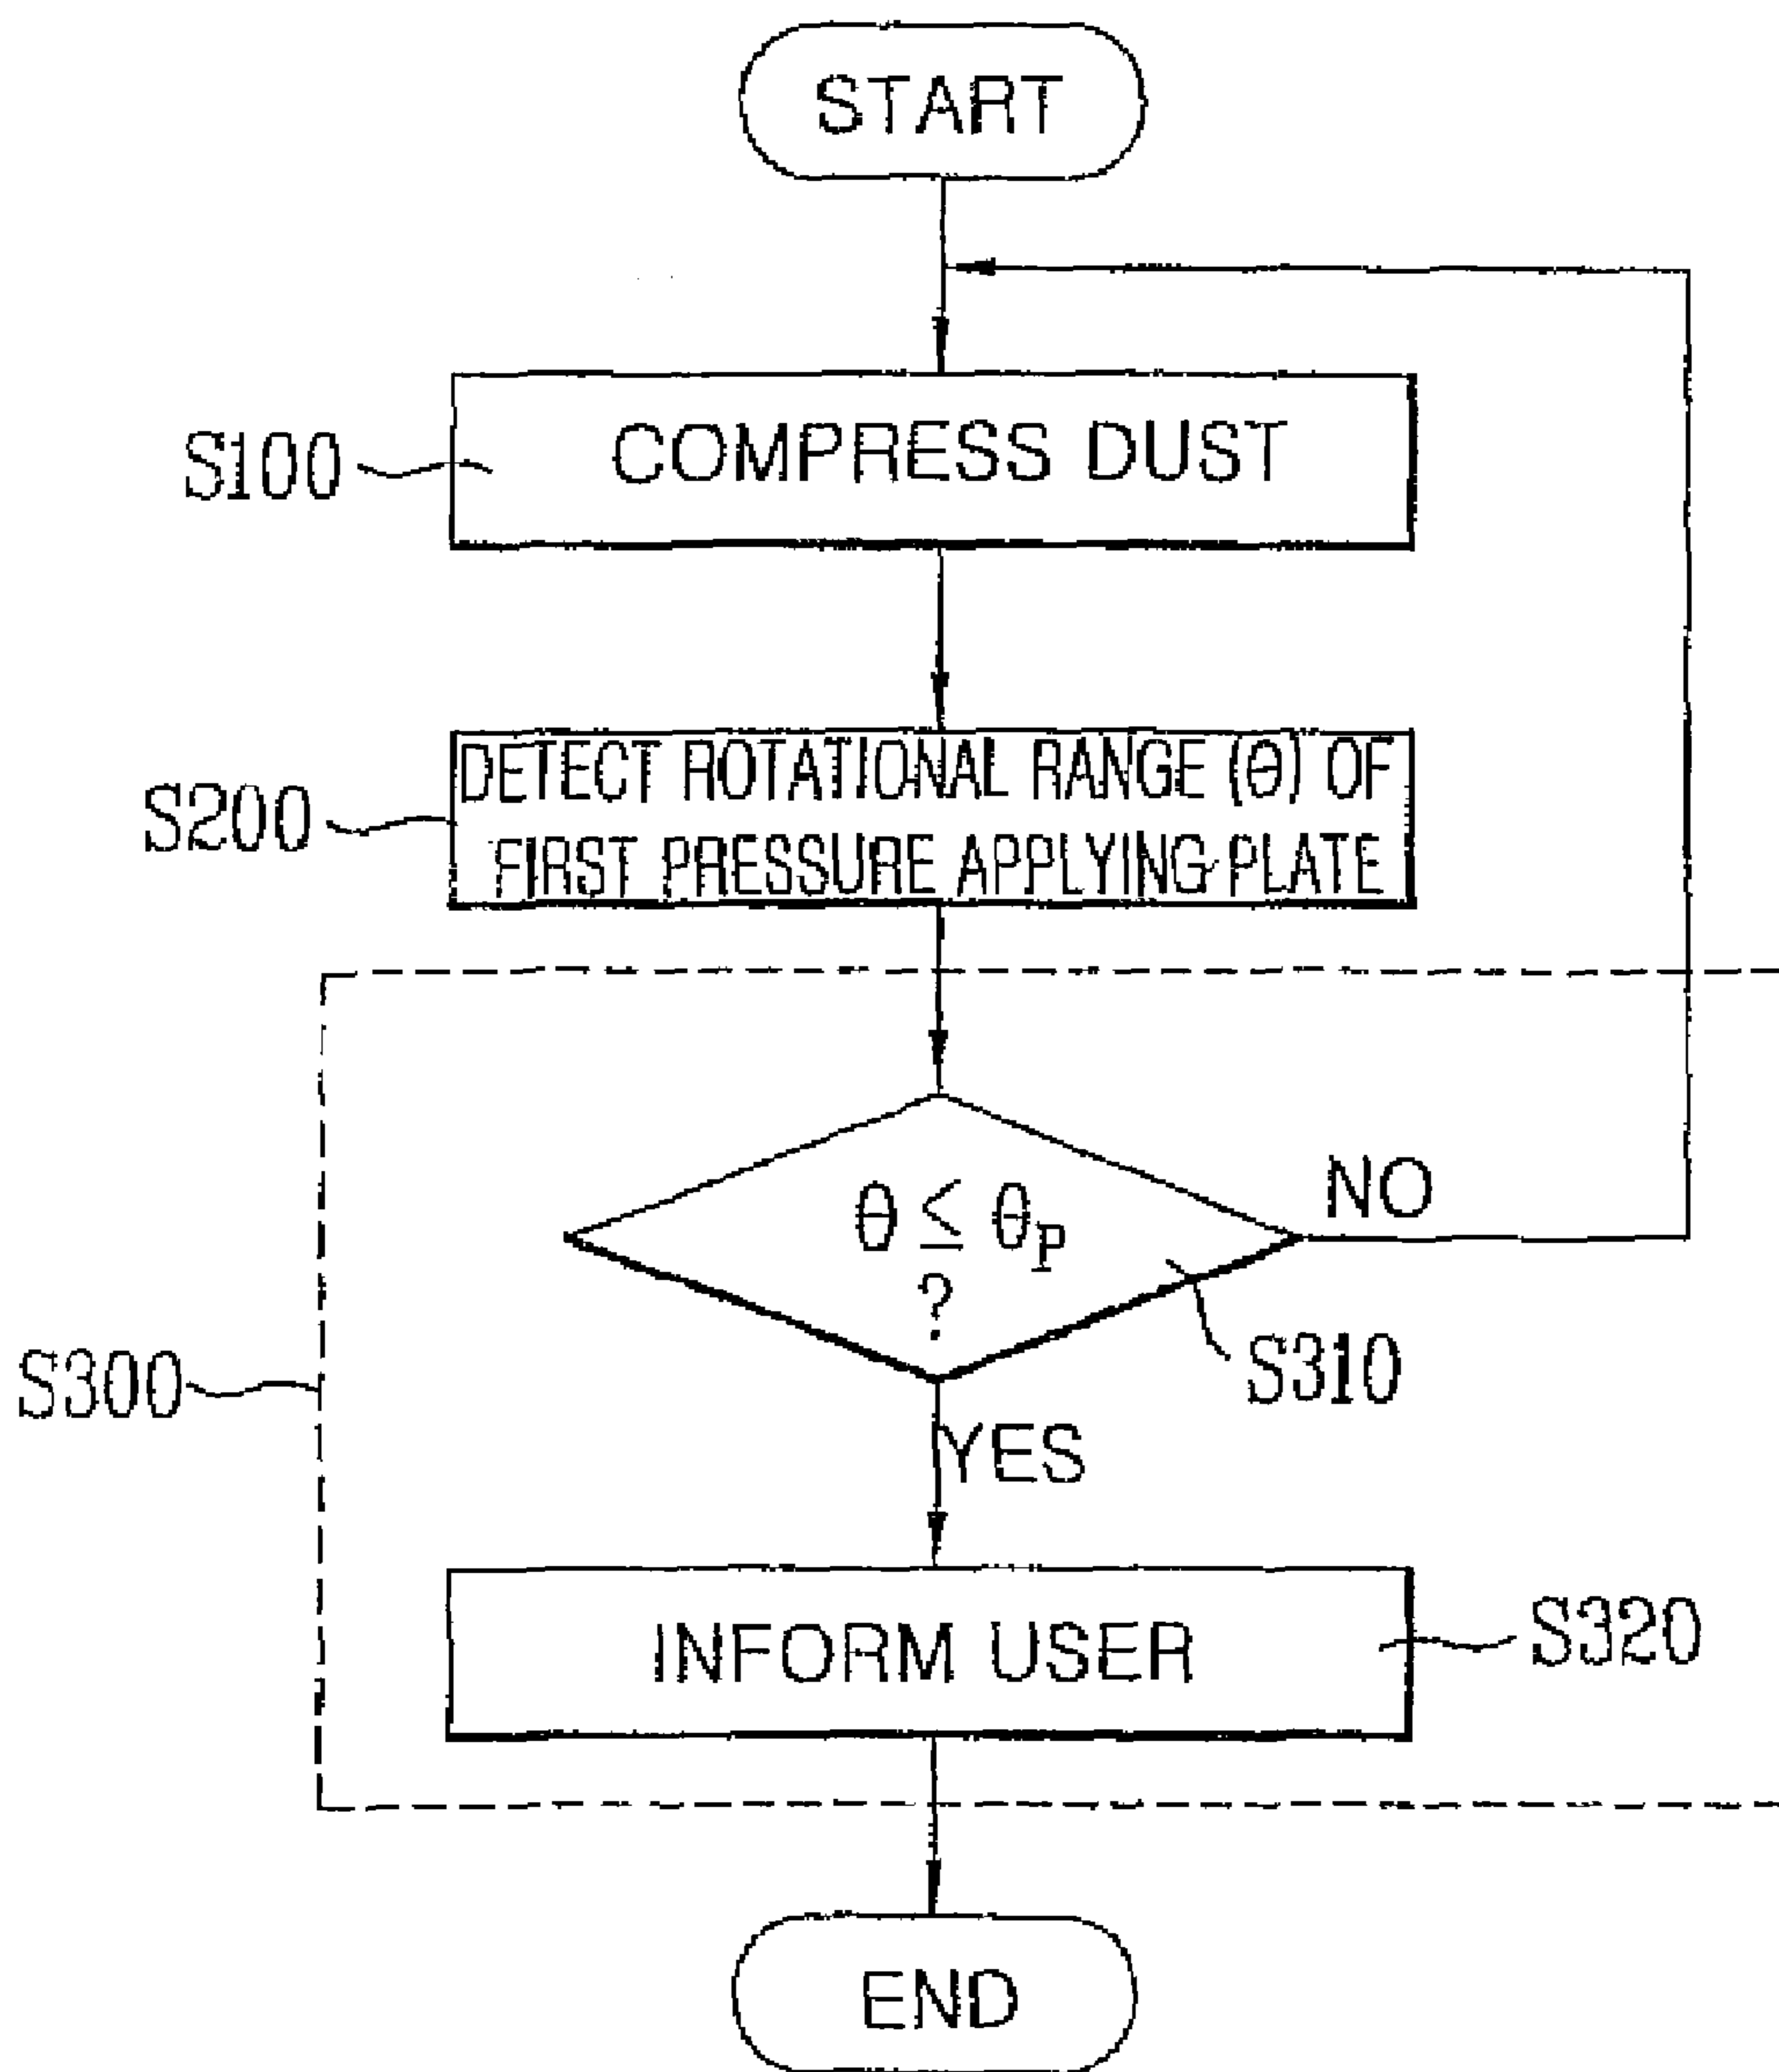 START
S100
COMPRESS DUST
S200
DETECT ROTATIONAL RANGE (θ) OF
FIRST PRESSURE APPLYING PLATE
θ ≤ θP
?
NO
S310
S300
YES
INFORM USER
S320
END